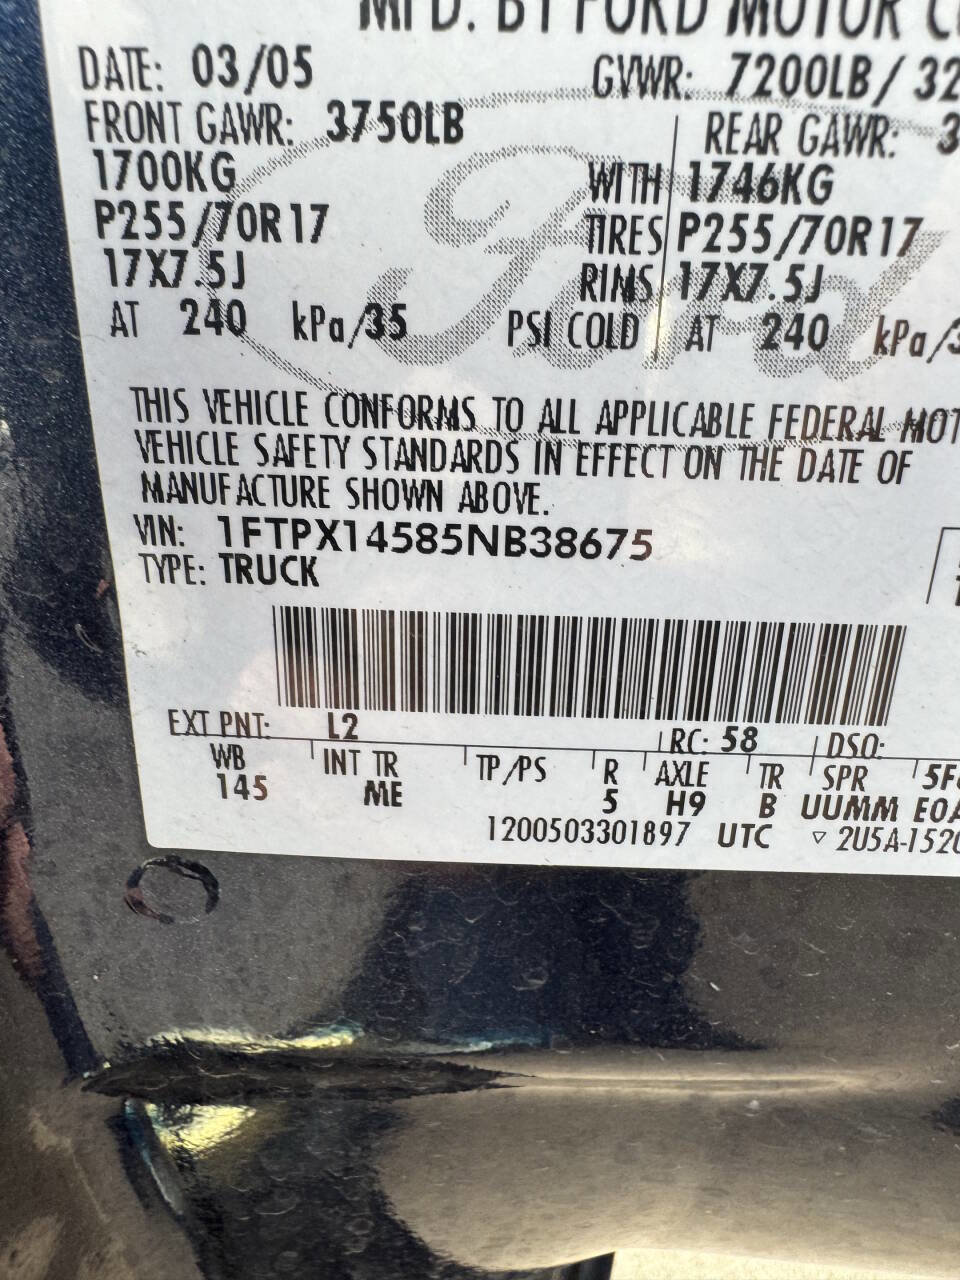 MFD. BY FORD MOTOR
DATE: 03/05 GVWR: 7200LB/ 32
FRONT GAWR: 3750LB REAR GAWR: 3
1700KG WITH 1746KG
P255/70R17 TIRES P255/70R17
17X7.5J RIMS 17X7.5J
AT 240 kPa/35 PSI COLD AT 240 kPa/3
Ford
THIS VEHICLE CONFORMS TO ALL APPLICABLE FEDERAL MOT
VEHICLE SAFETY STANDARDS IN EFFECT ON THE DATE OF
MANUFACTURE SHOWN ABOVE.
VIN: 1FTPX14585NB38675
TYPE: TRUCK
EXT PNT: L2 RC: 58 DSO:
WB INT TR TP/PS R AXLE TR SPR 5F
145 ME 5 H9 B UUMM E0A
1200503301897 UTC ▽ 2U5A-1520